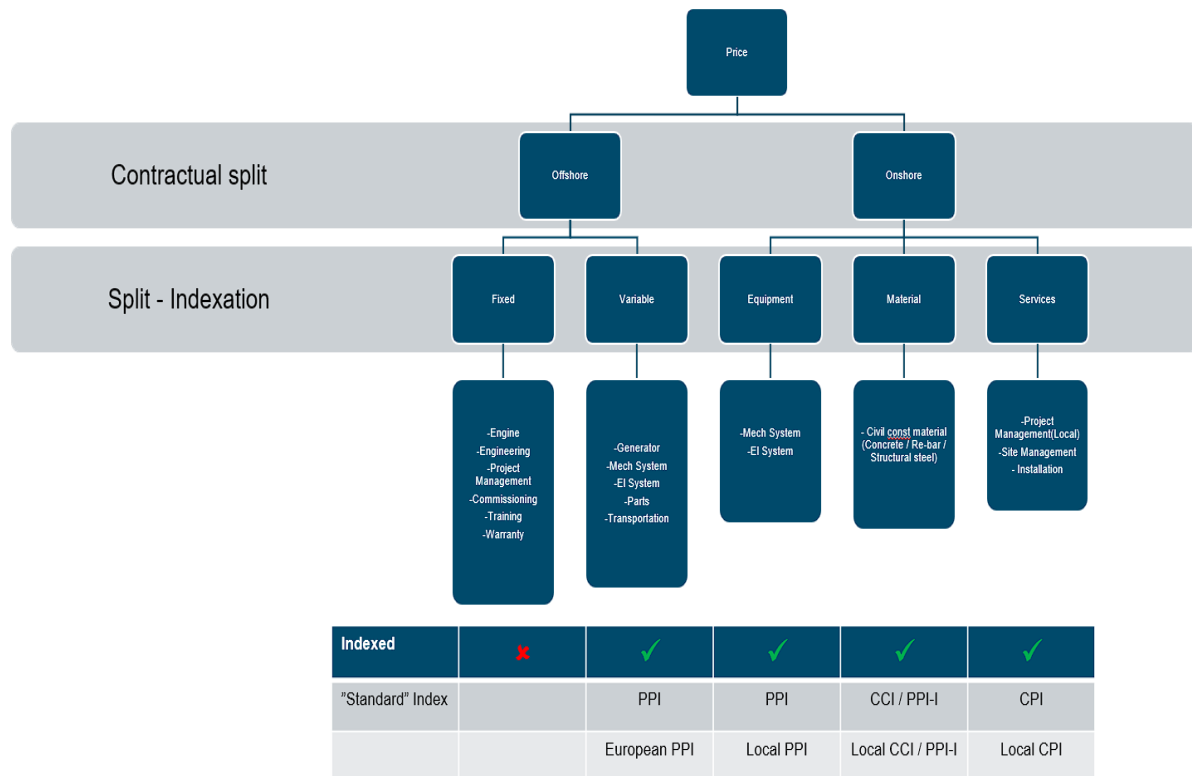 Price
Contractual split
Offshore
Onshore
Split - Indexation
Fixed
Variable
Equipment
Material
Services
-Engine
-Engineering
-Project
Management
-Commissioning
-Training
-Warranty
-Generator
-Mech System
-El System
-Parts
-Transportation
-Mech System
-El System
- Civil const material
(Concrete / Re-bar /
Structural steel)
-Project
Management(Local)
-Site Management
- Installation
Indexed ✘ ✓ ✓ ✓ ✓
"Standard" Index PPI PPI CCI / PPI-I CPI
European PPI Local PPI Local CCI / PPI-I Local CPI